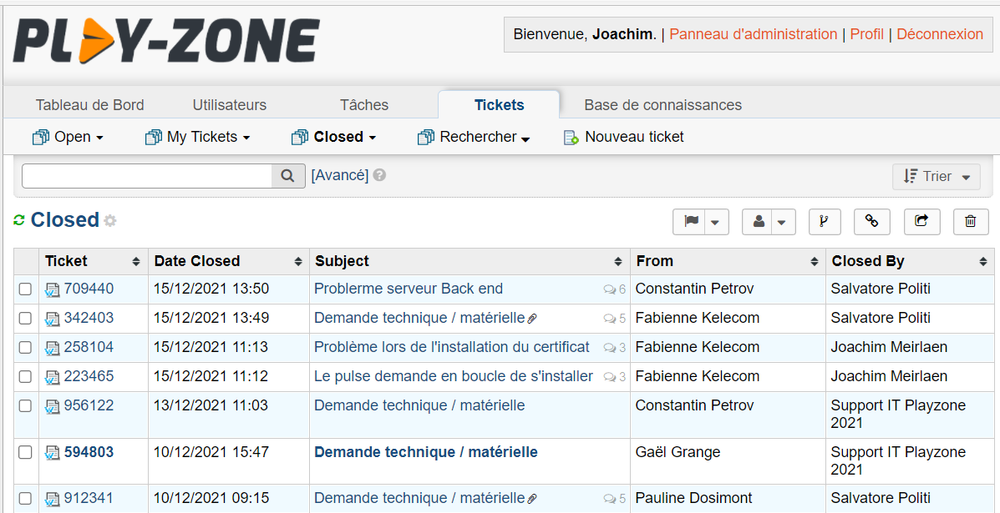 PLAY-ZONE
Bienvenue, Joachim. | Panneau d'administration | Profil | Déconnexion
Tableau de Bord Utilisateurs Tâches Tickets Base de connaissances
Open My Tickets Closed Rechercher Nouveau ticket
[Avancé] ? Trier
Closed
Ticket Date Closed Subject From Closed By
709440 15/12/2021 13:50 Problerme serveur Back end 6 Constantin Petrov Salvatore Politi
342403 15/12/2021 13:49 Demande technique / matérielle 5 Fabienne Kelecom Salvatore Politi
258104 15/12/2021 11:13 Problème lors de l'installation du certificat 3 Fabienne Kelecom Joachim Meirlaen
223465 15/12/2021 11:12 Le pulse demande en boucle de s'installer 3 Fabienne Kelecom Joachim Meirlaen
956122 13/12/2021 11:03 Demande technique / matérielle Constantin Petrov Support IT Playzone
2021
594803 10/12/2021 15:47 Demande technique / matérielle Gaël Grange Support IT Playzone
2021
912341 10/12/2021 09:15 Demande technique / matérielle 5 Pauline Dosimont Salvatore Politi